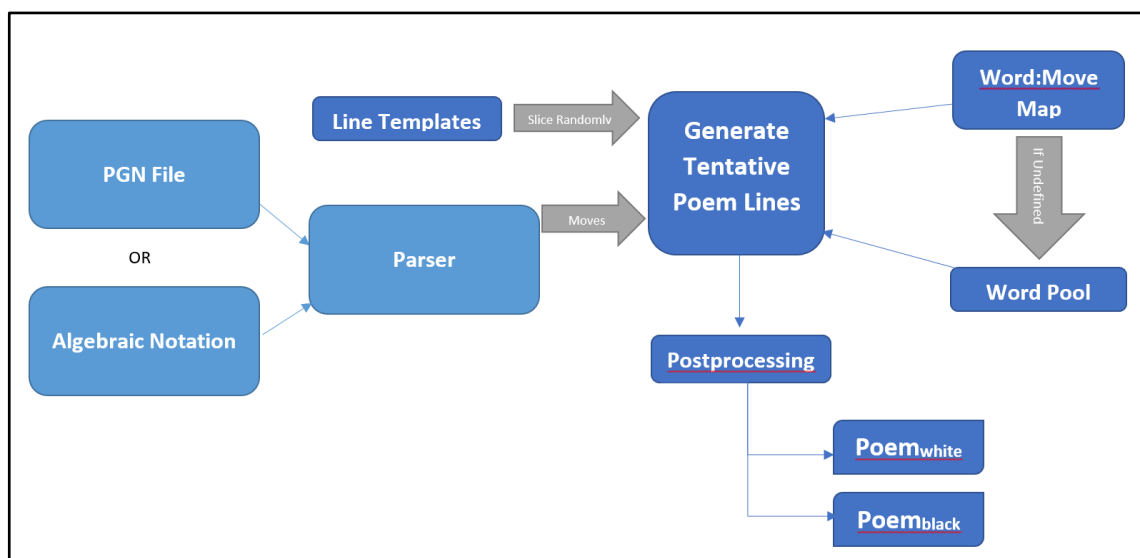 PGN File
OR
Algebraic Notation
Parser
Line Templates
Slice Randomly
Moves
Generate
Tentative
Poem Lines
Word:Move
Map
If Undefined
Word Pool
Postprocessing
Poemwhite
Poemblack